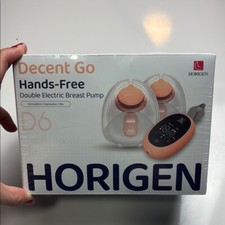 Decent Go
HORIGEN
Hands-Free
Double Electric Breast Pump
D6
HORIGEN